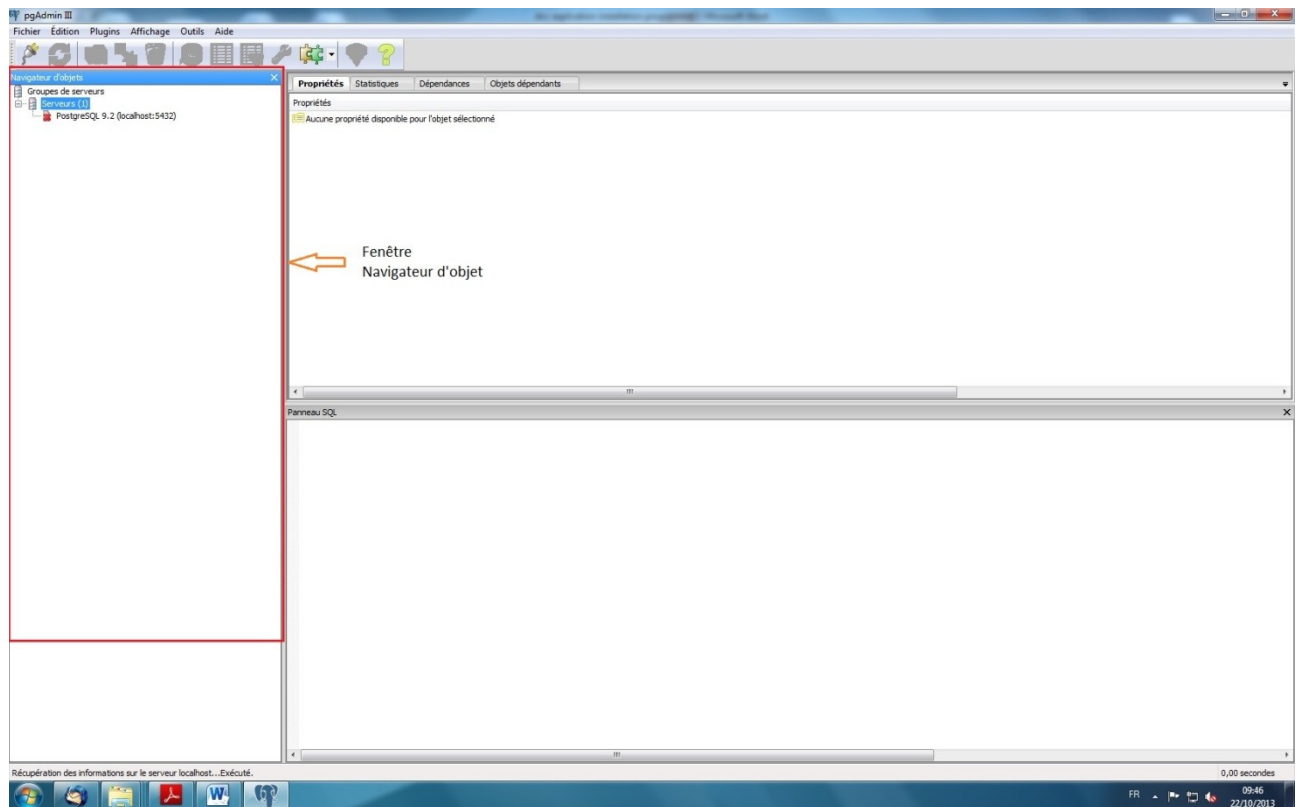 pgAdmin III
Fichier Édition Plugins Affichage Outils Aide
Navigateur d'objets
Groupes de serveurs
Serveurs (1)
PostgreSQL 9.2 (localhost:5432)
Propriétés Statistiques Dépendances Objets dépendants
Propriétés
Aucune propriété disponible pour l'objet sélectionné
Fenêtre
Navigateur d'objet
Panneau SQL
Récupération des informations sur le serveur localhost...Exécuté.
0,00 secondes
FR
09:46
22/10/2013